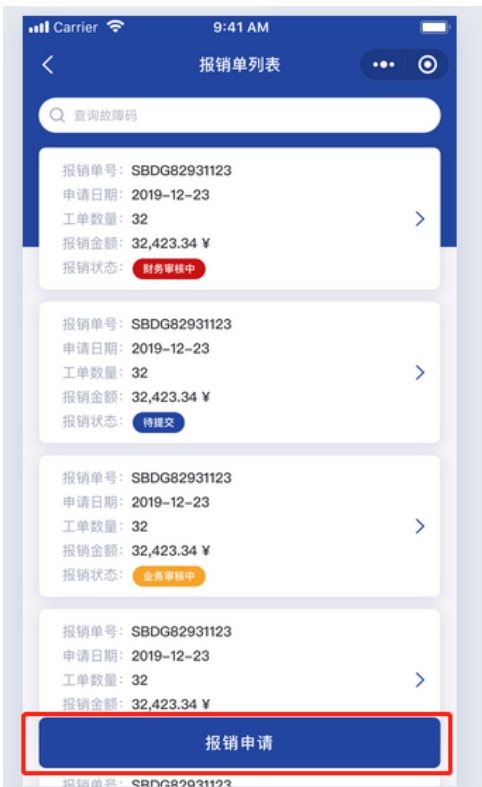 Carrier 9:41 AM
报销单列表
查询故障码
报销单号: SBDG82931123
申请日期: 2019-12-23
工单数量: 32
报销金额: 32,423.34 ¥
报销状态: 财务审核中
报销单号: SBDG82931123
申请日期: 2019-12-23
工单数量: 32
报销金额: 32,423.34 ¥
报销状态: 待提交
报销单号: SBDG82931123
申请日期: 2019-12-23
工单数量: 32
报销金额: 32,423.34 ¥
报销状态: 业务审核中
报销单号: SBDG82931123
申请日期: 2019-12-23
工单数量: 32
报销金额: 32,423.34 ¥
报销申请
报销单号: SBDG82931123